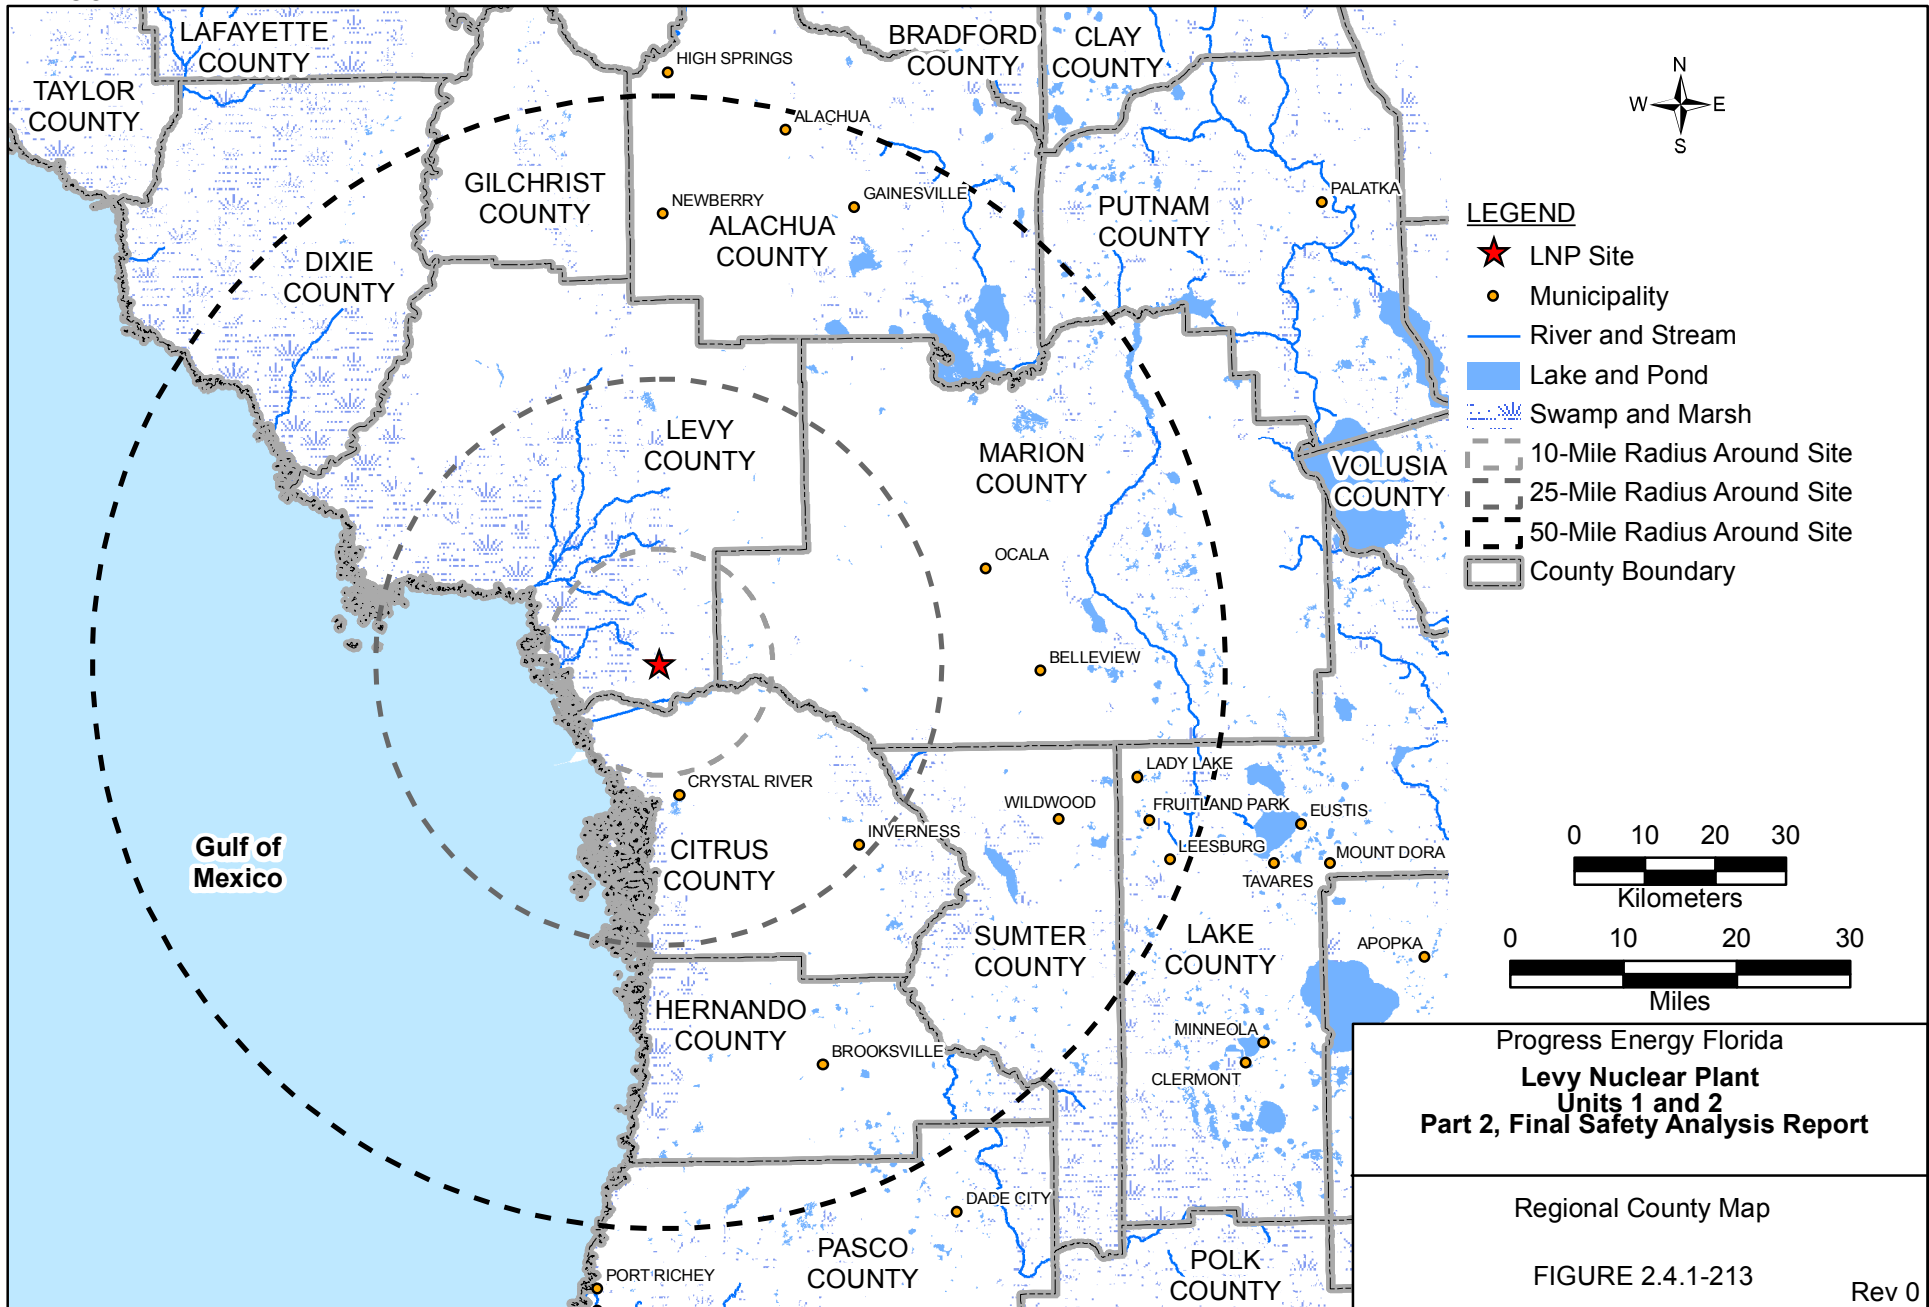 LAFAYETTE
COUNTY
TAYLOR
COUNTY
HIGH SPRINGS
BRADFORD
COUNTY
CLAY
COUNTY
ALACHUA
GILCHRIST
COUNTY
NEWBERRY
GAINESVILLE
ALACHUA
COUNTY
PUTNAM
COUNTY
PALATKA
DIXIE
COUNTY
LEVY
COUNTY
MARION
COUNTY
VOLUSIA
COUNTY
OCALA
BELLEVIEW
CRYSTAL RIVER
INVERNESS
CITRUS
COUNTY
WILDWOOD
LADY LAKE
FRUITLAND PARK
EUSTIS
LEESBURG
MOUNT DORA
TAVARES
Gulf of
Mexico
SUMTER
COUNTY
LAKE
COUNTY
APOPKA
HERNANDO
COUNTY
BROOKSVILLE
MINNEOLA
CLERMONT
DADE CITY
PASCO
COUNTY
PORT RICHEY
POLK
COUNTY
N
W E
S
LEGEND
LNP Site
Municipality
River and Stream
Lake and Pond
Swamp and Marsh
10-Mile Radius Around Site
25-Mile Radius Around Site
50-Mile Radius Around Site
County Boundary
0 10 20 30
Kilometers
0 10 20 30
Miles
Progress Energy Florida
Levy Nuclear Plant
Units 1 and 2
Part 2, Final Safety Analysis Report
Regional County Map
FIGURE 2.4.1-213
Rev 0